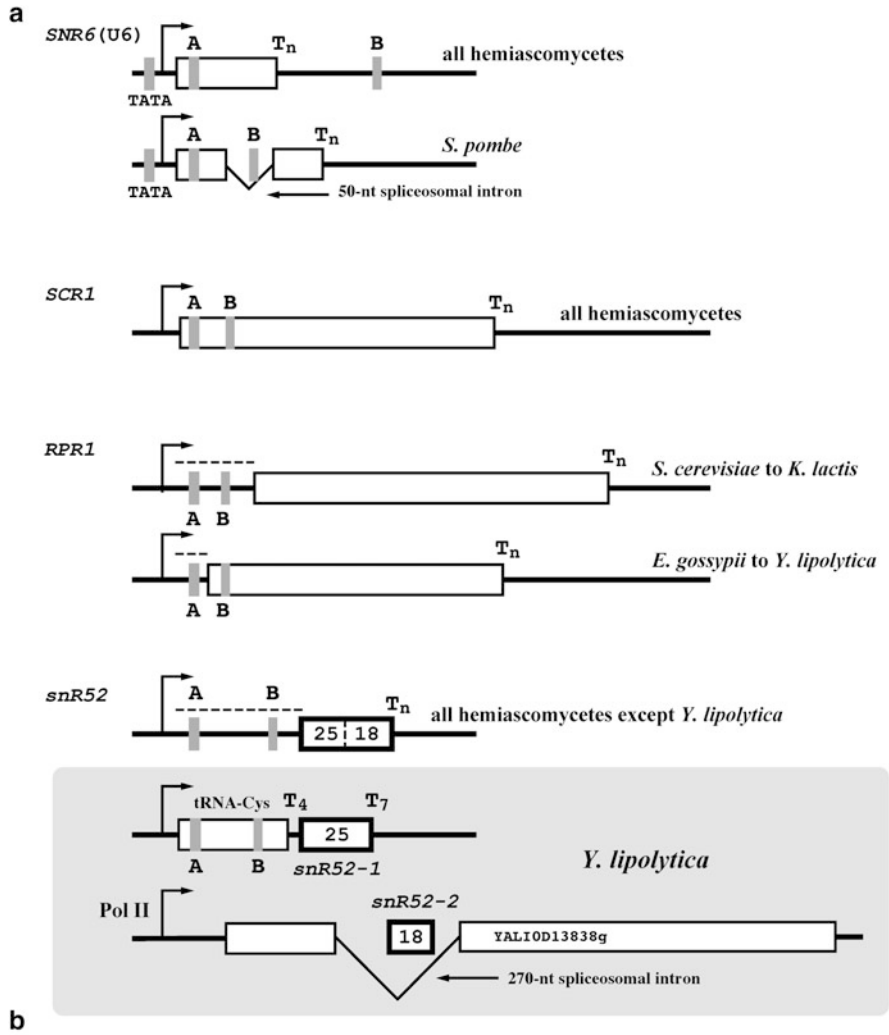 a
SNR6(U6)
A Tn B
all hemiascomycetes
TATA
A B Tn
S. pombe
TATA
50-nt spliceosomal intron
SCR1
A B Tn
all hemiascomycetes
RPR1
Tn
S. cerevisiae to K. lactis
A B
Tn
E. gossypii to Y. lipolytica
A B
snR52
A B Tn
all hemiascomycetes except Y. lipolytica
25 18
tRNA-Cys T4 T7
25
A B snR52-1
Y. lipolytica
Pol II
snR52-2
18
YALI0D13838g
270-nt spliceosomal intron
b